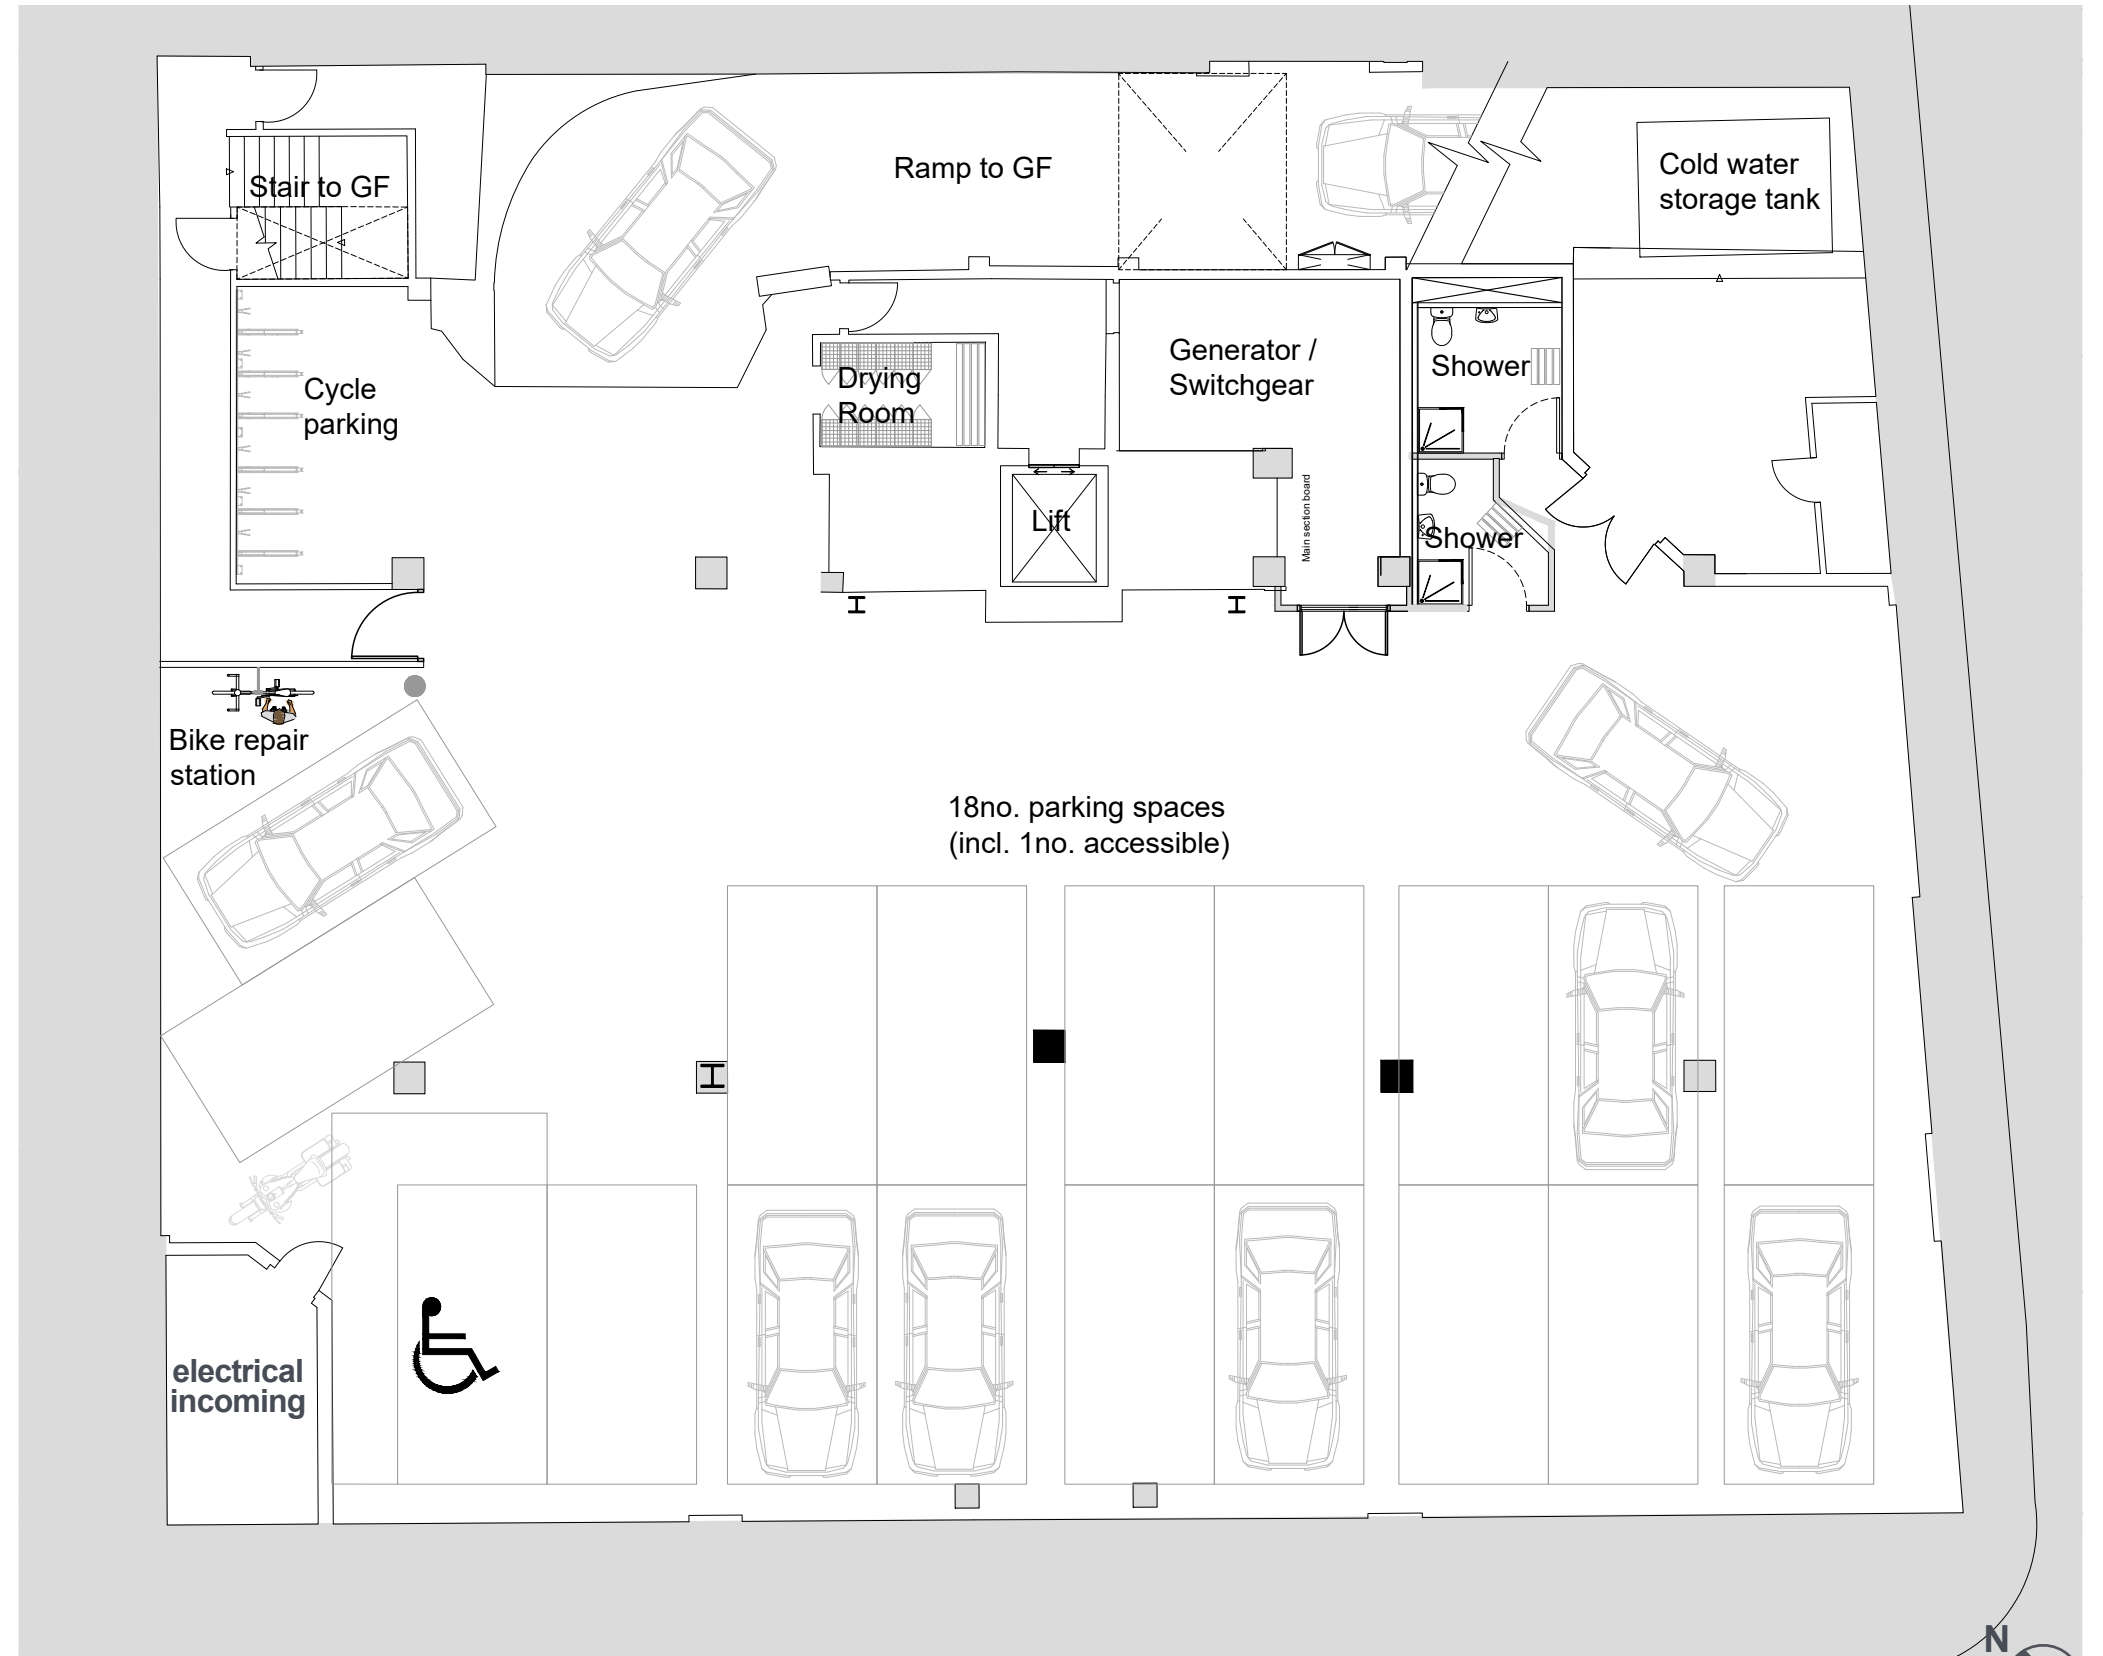 Stair to GF
Ramp to GF
Cold water
storage tank
Cycle
parking
Drying
Room
Generator /
Switchgear
Shower
Lift
Main section board
Shower
Bike repair
station
18no. parking spaces
(incl. 1no. accessible)
electrical
incoming
N